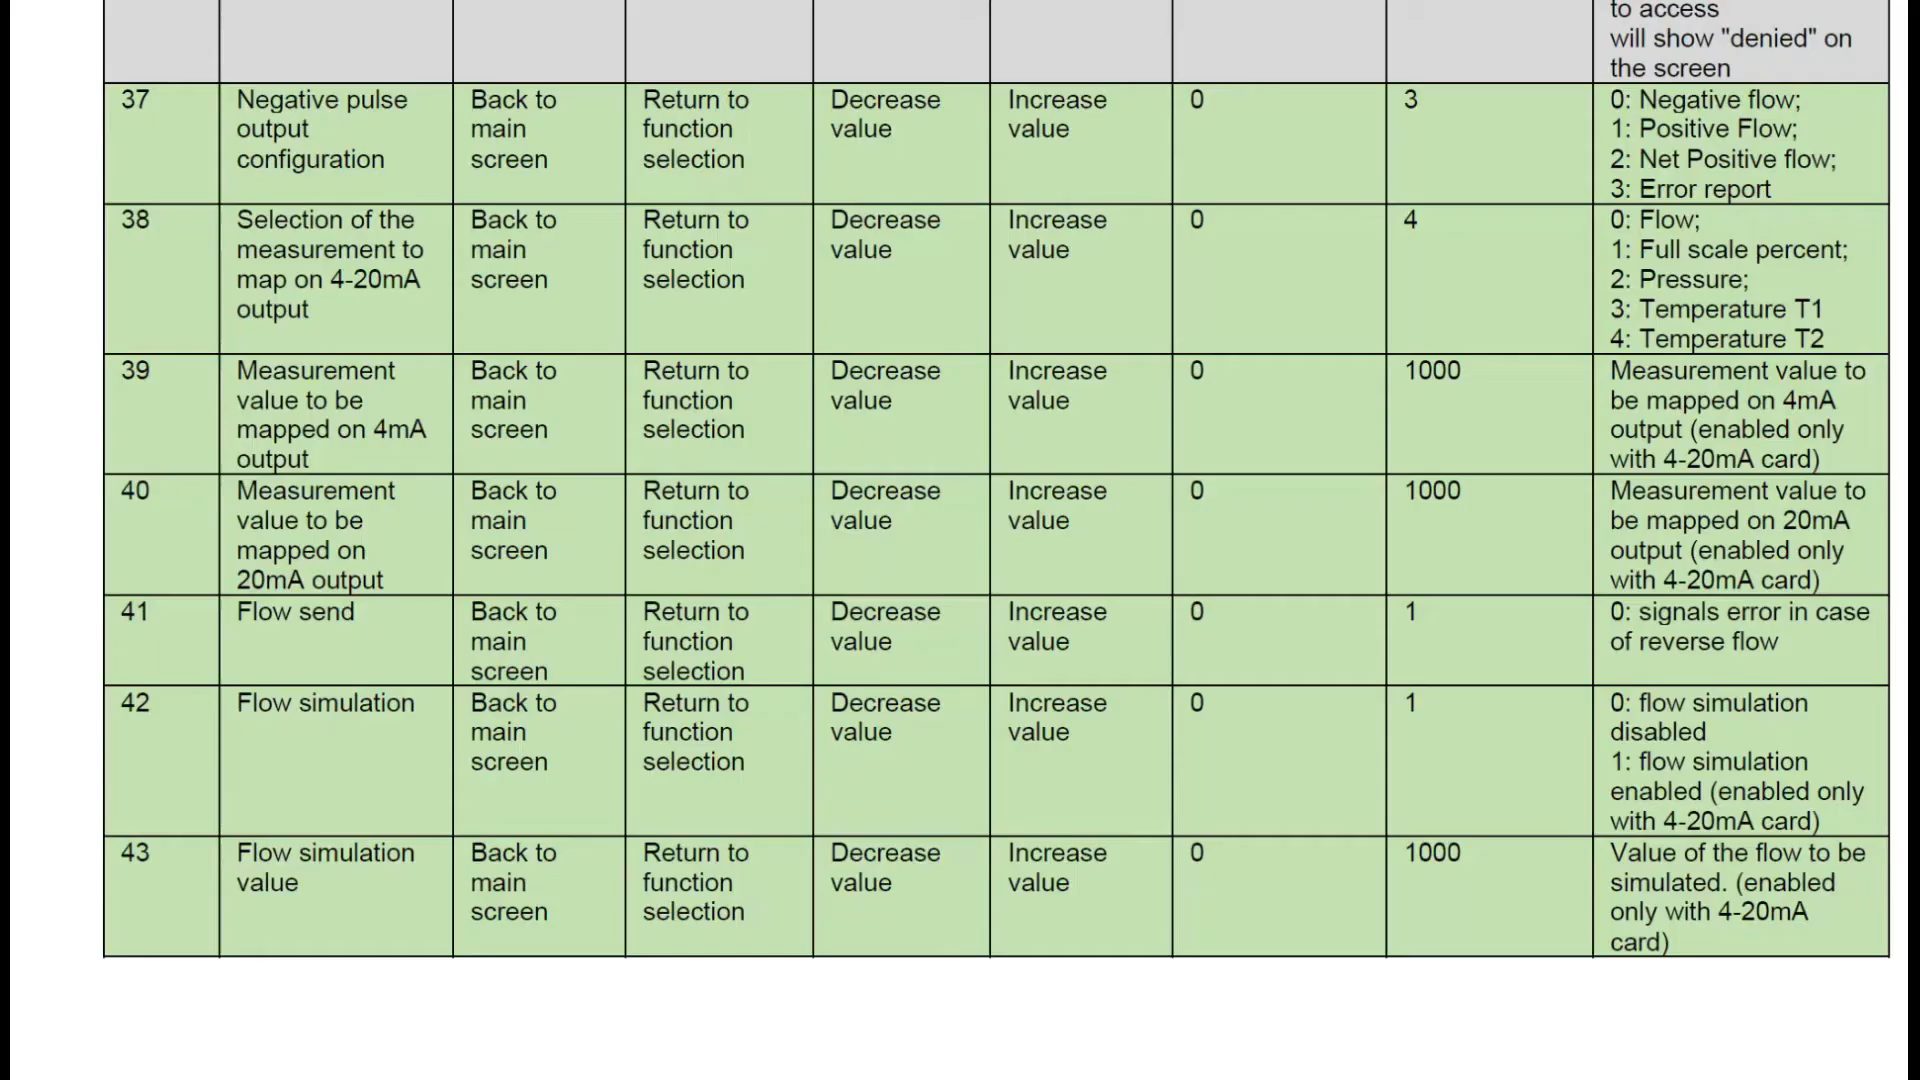 to access
will show "denied" on
the screen
37
Negative pulse
output
configuration
Back to
main
screen
Return to
function
selection
Decrease
value
Increase
value
0
3
0: Negative flow;
1: Positive Flow;
2: Net Positive flow;
3: Error report
38
Selection of the
measurement to
map on 4-20mA
output
Back to
main
screen
Return to
function
selection
Decrease
value
Increase
value
0
4
0: Flow;
1: Full scale percent;
2: Pressure;
3: Temperature T1
4: Temperature T2
39
Measurement
value to be
mapped on 4mA
output
Back to
main
screen
Return to
function
selection
Decrease
value
Increase
value
0
1000
Measurement value to
be mapped on 4mA
output (enabled only
with 4-20mA card)
40
Measurement
value to be
mapped on
20mA output
Back to
main
screen
Return to
function
selection
Decrease
value
Increase
value
0
1000
Measurement value to
be mapped on 20mA
output (enabled only
with 4-20mA card)
41
Flow send
Back to
main
screen
Return to
function
selection
Decrease
value
Increase
value
0
1
0: signals error in case
of reverse flow
42
Flow simulation
Back to
main
screen
Return to
function
selection
Decrease
value
Increase
value
0
1
0: flow simulation
disabled
1: flow simulation
enabled (enabled only
with 4-20mA card)
43
Flow simulation
value
Back to
main
screen
Return to
function
selection
Decrease
value
Increase
value
0
1000
Value of the flow to be
simulated. (enabled
only with 4-20mA
card)